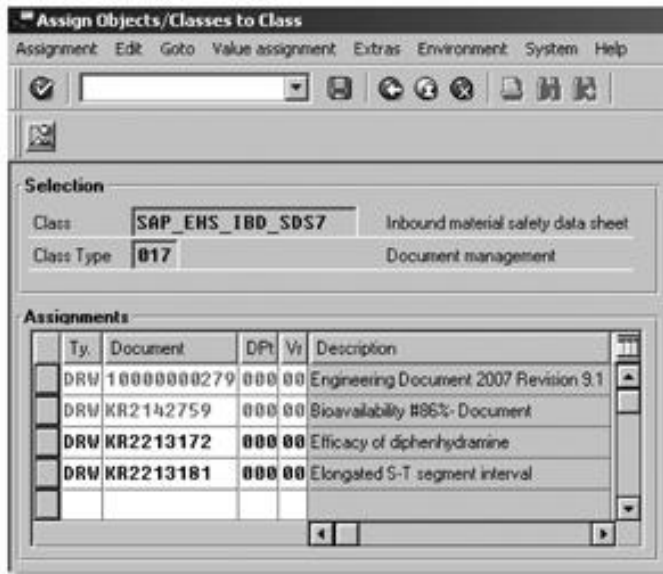 Assign Objects/Classes to Class
Assignment Edit Goto Value assignment Extras Environment System Help
Selection
Class SAP_EHS_IBD_SDS7 Inbound material safety data sheet
Class Type 017 Document management
Assignments
Ty. Document DPt Vr Description
DRW 10000000279 000 00 Engineering Document 2007 Revision 9.1
DRW KR2142759 000 00 Bioavailability #86%- Document
DRW KR2213172 000 00 Efficacy of diphenhydramine
DRW KR2213181 000 00 Elongated S-T segment interval